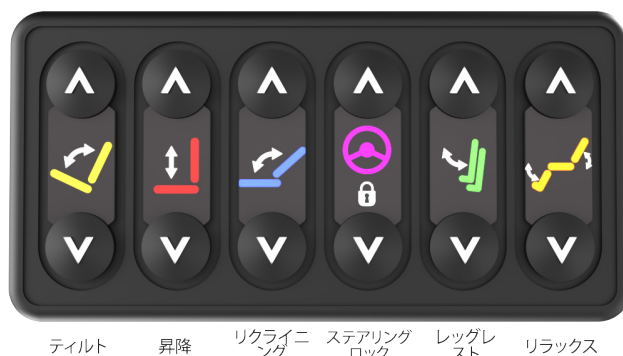 ティルト
昇降
リクライニ
ング
ステアリング
ロック
レッグレ
スト
リラックス